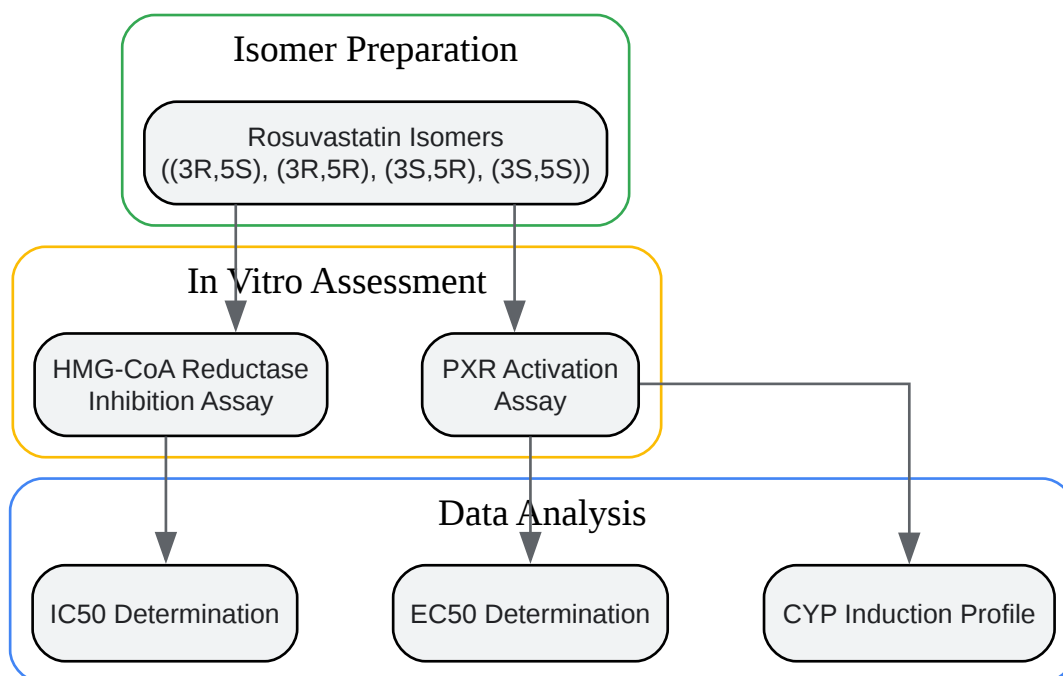 Isomer Preparation
Rosuvastatin Isomers
((3R,5S), (3R,5R), (3S,5R), (3S,5S))
In Vitro Assessment
HMG-CoA Reductase
Inhibition Assay
PXR Activation
Assay
Data Analysis
IC50 Determination
EC50 Determination
CYP Induction Profile